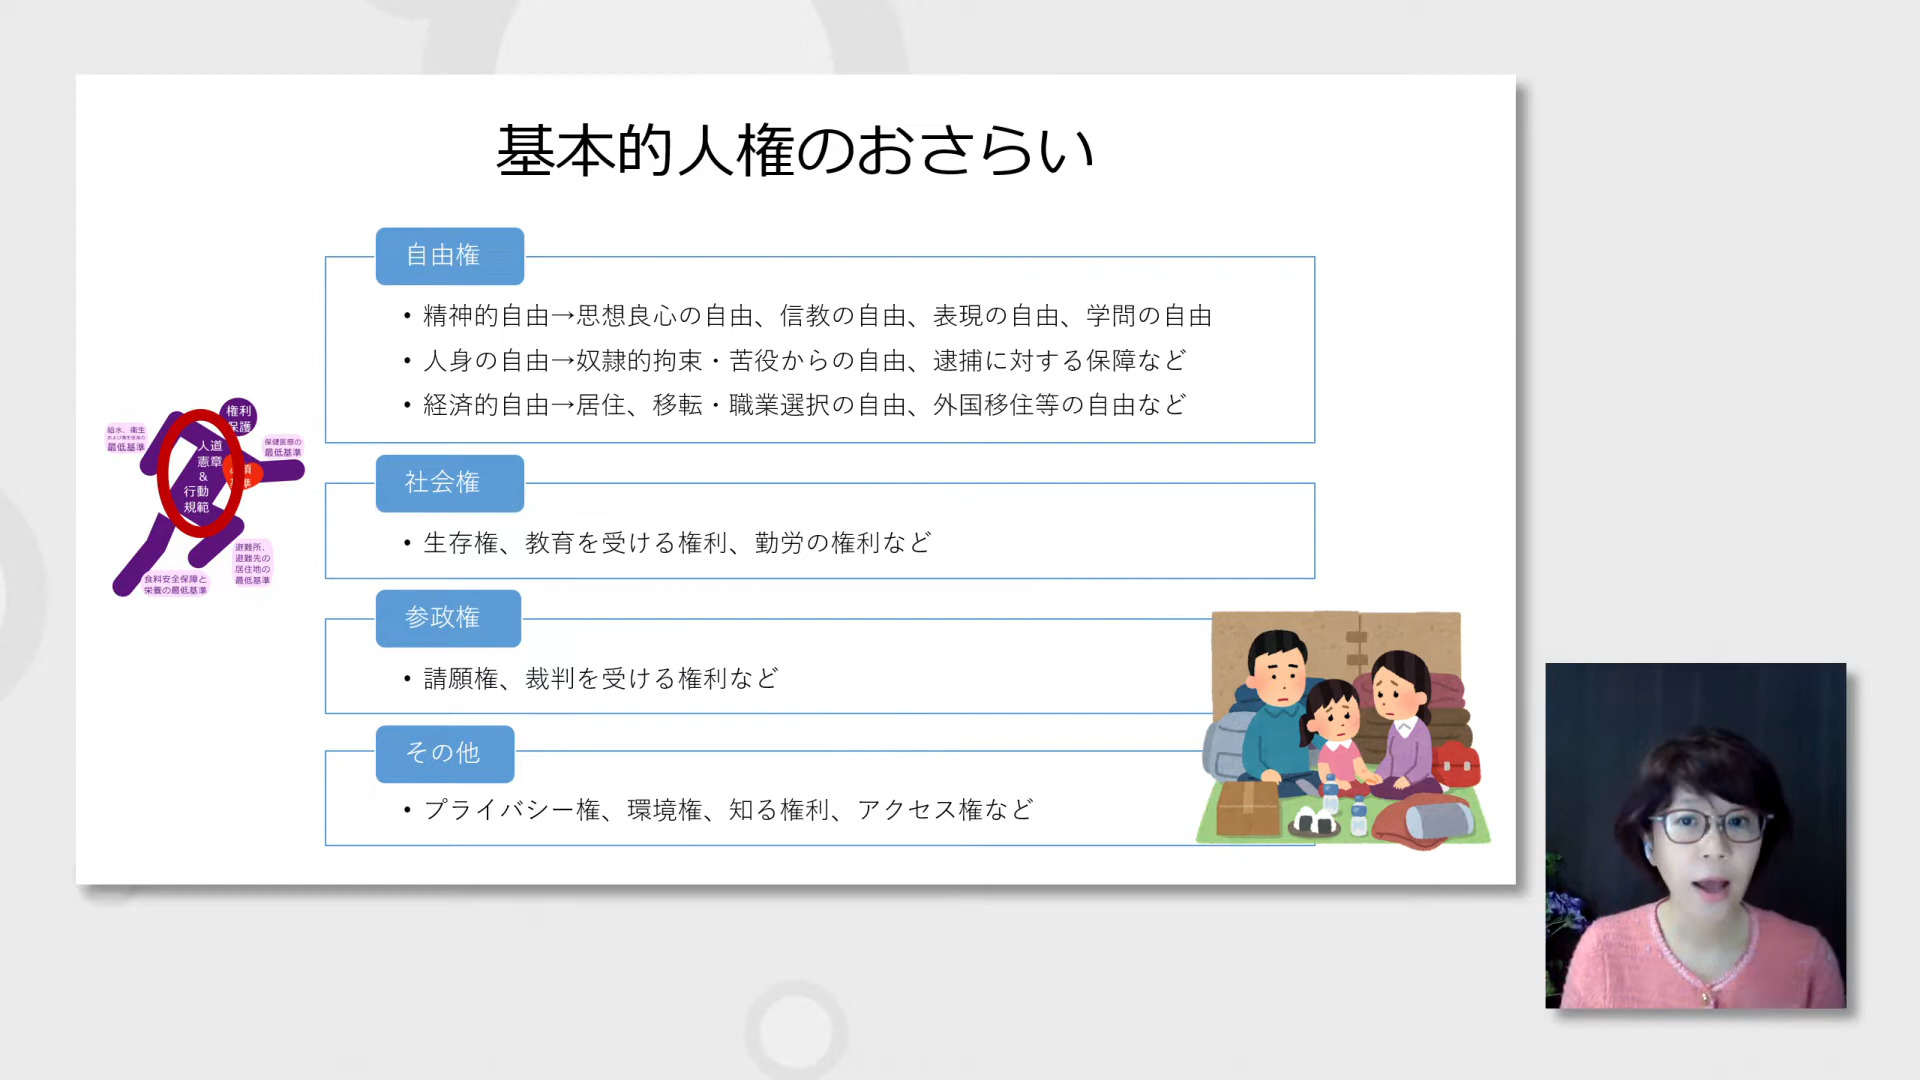 基本的人権のおさらい
自由権
• 精神的自由→思想良心の自由、信教の自由、表現の自由、学問の自由
• 人身の自由→奴隷的拘束・苦役からの自由、逮捕に対する保障など
• 経済的自由→居住、移転・職業選択の自由、外国移住等の自由など
社会権
• 生存権、教育を受ける権利、勤労の権利など
参政権
• 請願権、裁判を受ける権利など
その他
• プライバシー権、環境権、知る権利、アクセス権など
権利
保護
給水、衛生
最低基準
人道
憲章
&
行動
規範
保健医療の
最低基準
避難所、
避難先の
居住地の
最低基準
食料安全保障と
栄養の最低基準